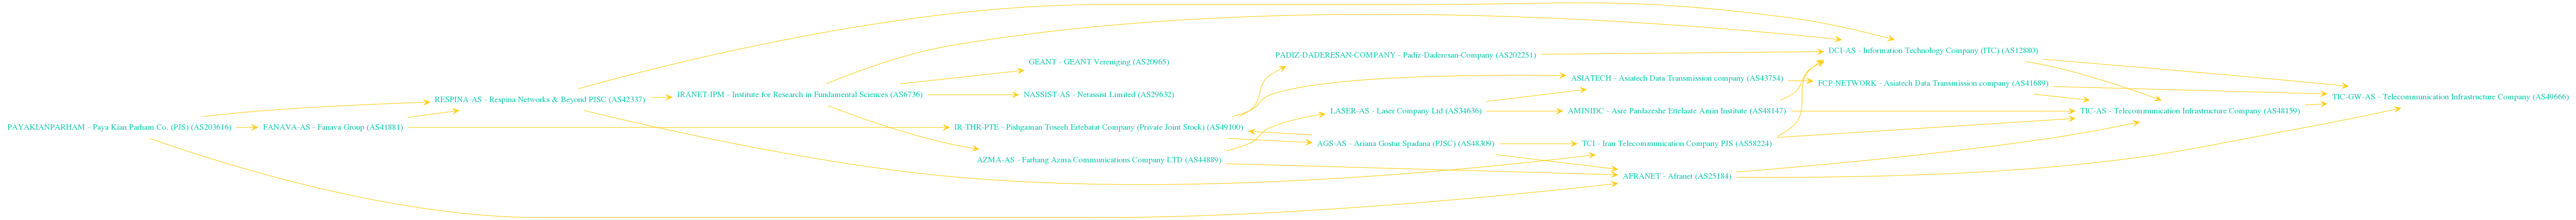 PAYAKIANPARHAM - Paya Kian Parham Co. (PJS) (AS203616)
FANAVA-AS - Fanava Group (AS41881)
RESPINA-AS - Respina Networks & Beyond PJSC (AS42337)
IRANET-IPM - Institute for Research in Fundamental Sciences (AS6736)
GEANT - GEANT Vereniging (AS20965)
NASSIST-AS - Netassist Limited (AS29632)
IR-THR-PTE - Pishgaman Toseeh Ertebatat Company (Private Joint Stock) (AS49100)
AZMA-AS - Farhang Azma Communications Company LTD (AS44889)
PADIZ-DADERESAN-COMPANY - Padiz-Daderesan-Company (AS202251)
LASER-AS - Laser Company Ltd (AS34636)
AGS-AS - Ariana Gostar Spadana (PJSC) (AS48309)
ASIATECH - Asiatech Data Transmission company (AS43754)
AMINIDC - Asre Pardazeshe Ettelaate Amin Institute (AS48147)
TCI - Iran Telecommunication Company PJS (AS58224)
AFRANET - Afranet (AS25184)
DCI-AS - Information Technology Company (ITC) (AS12880)
FCP-NETWORK - Asiatech Data Transmission company (AS41689)
TIC-AS - Telecommunication Infrastructure Company (AS48159)
TIC-GW-AS - Telecommunication Infrastructure Company (AS49666)